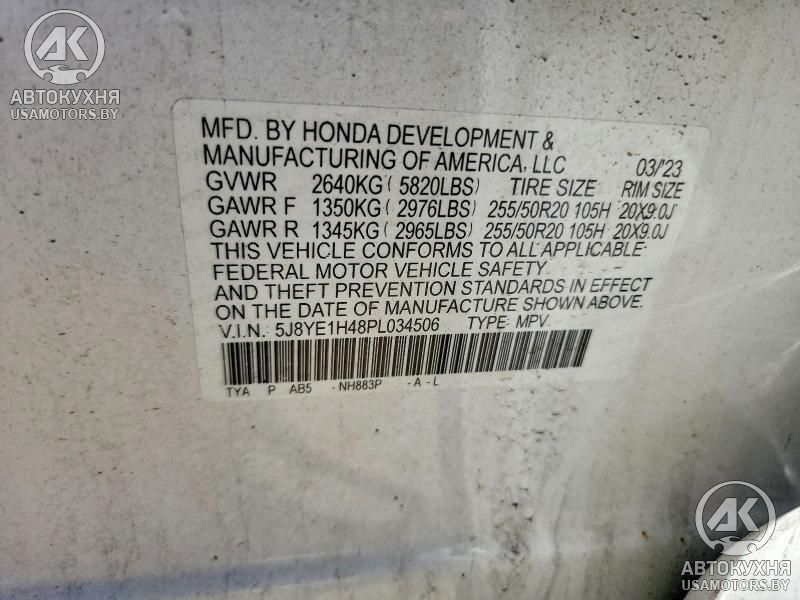 AK
АВТОКУХНЯ
USAMOTORS.BY
MFD. BY HONDA DEVELOPMENT &
MANUFACTURING OF AMERICA, LLC 03/'23
GVWR 2640KG ( 5820LBS) TIRE SIZE RIM SIZE
GAWR F 1350KG ( 2976LBS) 255/50R20 105H 20X9.0J
GAWR R 1345KG ( 2965LBS) 255/50R20 105H 20X9.0J
THIS VEHICLE CONFORMS TO ALL APPLICABLE
FEDERAL MOTOR VEHICLE SAFETY
AND THEFT PREVENTION STANDARDS IN EFFECT
ON THE DATE OF MANUFACTURE SHOWN ABOVE.
V.I.N.: 5J8YE1H48PL034506 TYPE: MPV
TYA P AB5 -NH883P -A-L
AK
АВТОКУХНЯ
USAMOTORS.BY